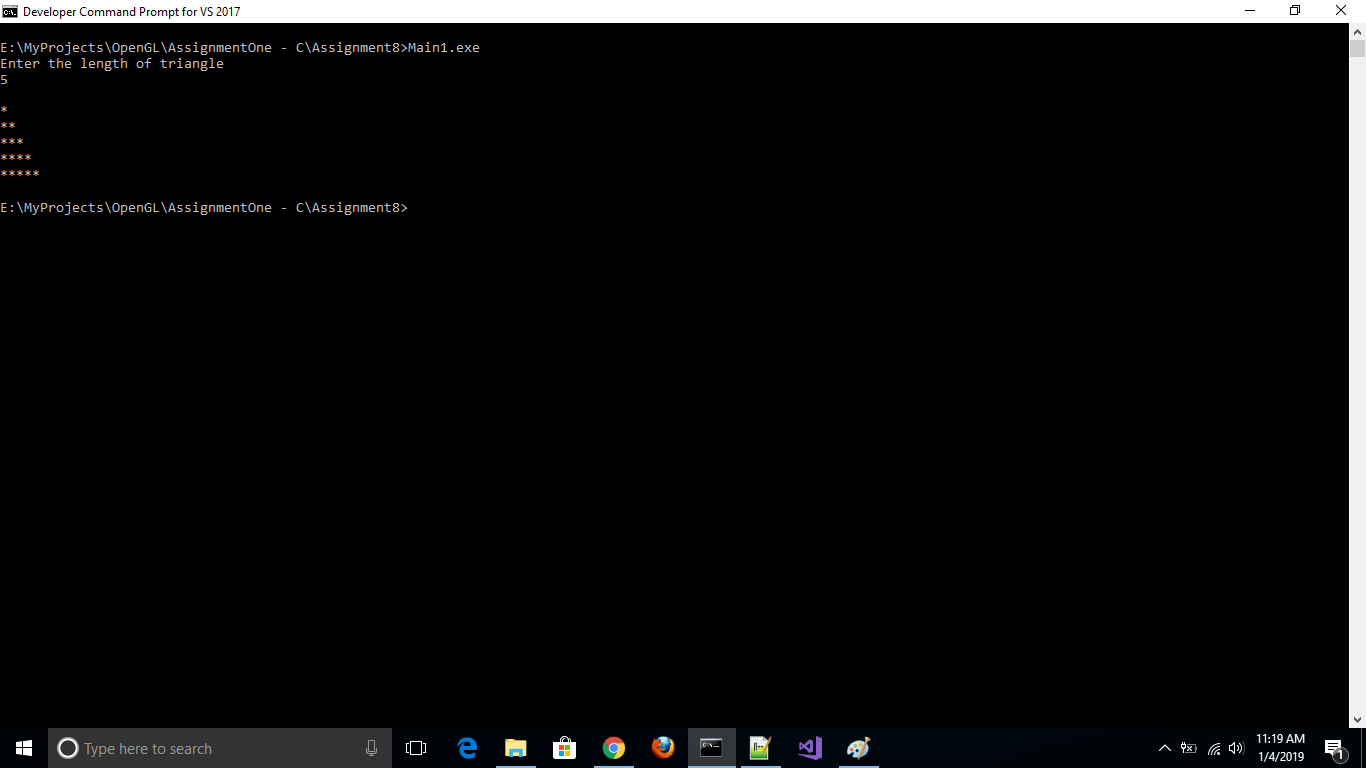 Developer Command Prompt for VS 2017
E:\MyProjects\OpenGL\AssignmentOne - C\Assignment8>Main1.exe
Enter the length of triangle
5
*
**
***
****
*****
E:\MyProjects\OpenGL\AssignmentOne - C\Assignment8>
Type here to search
11:19 AM
1/4/2019
1